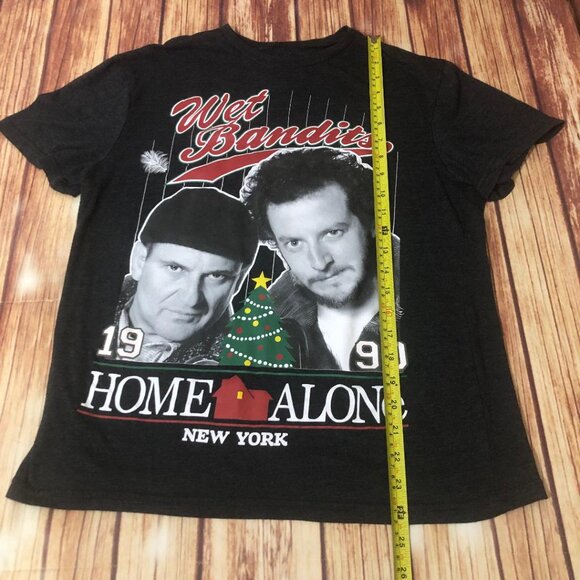 Wet
Bandits
19 90
HOME ALONE
NEW YORK